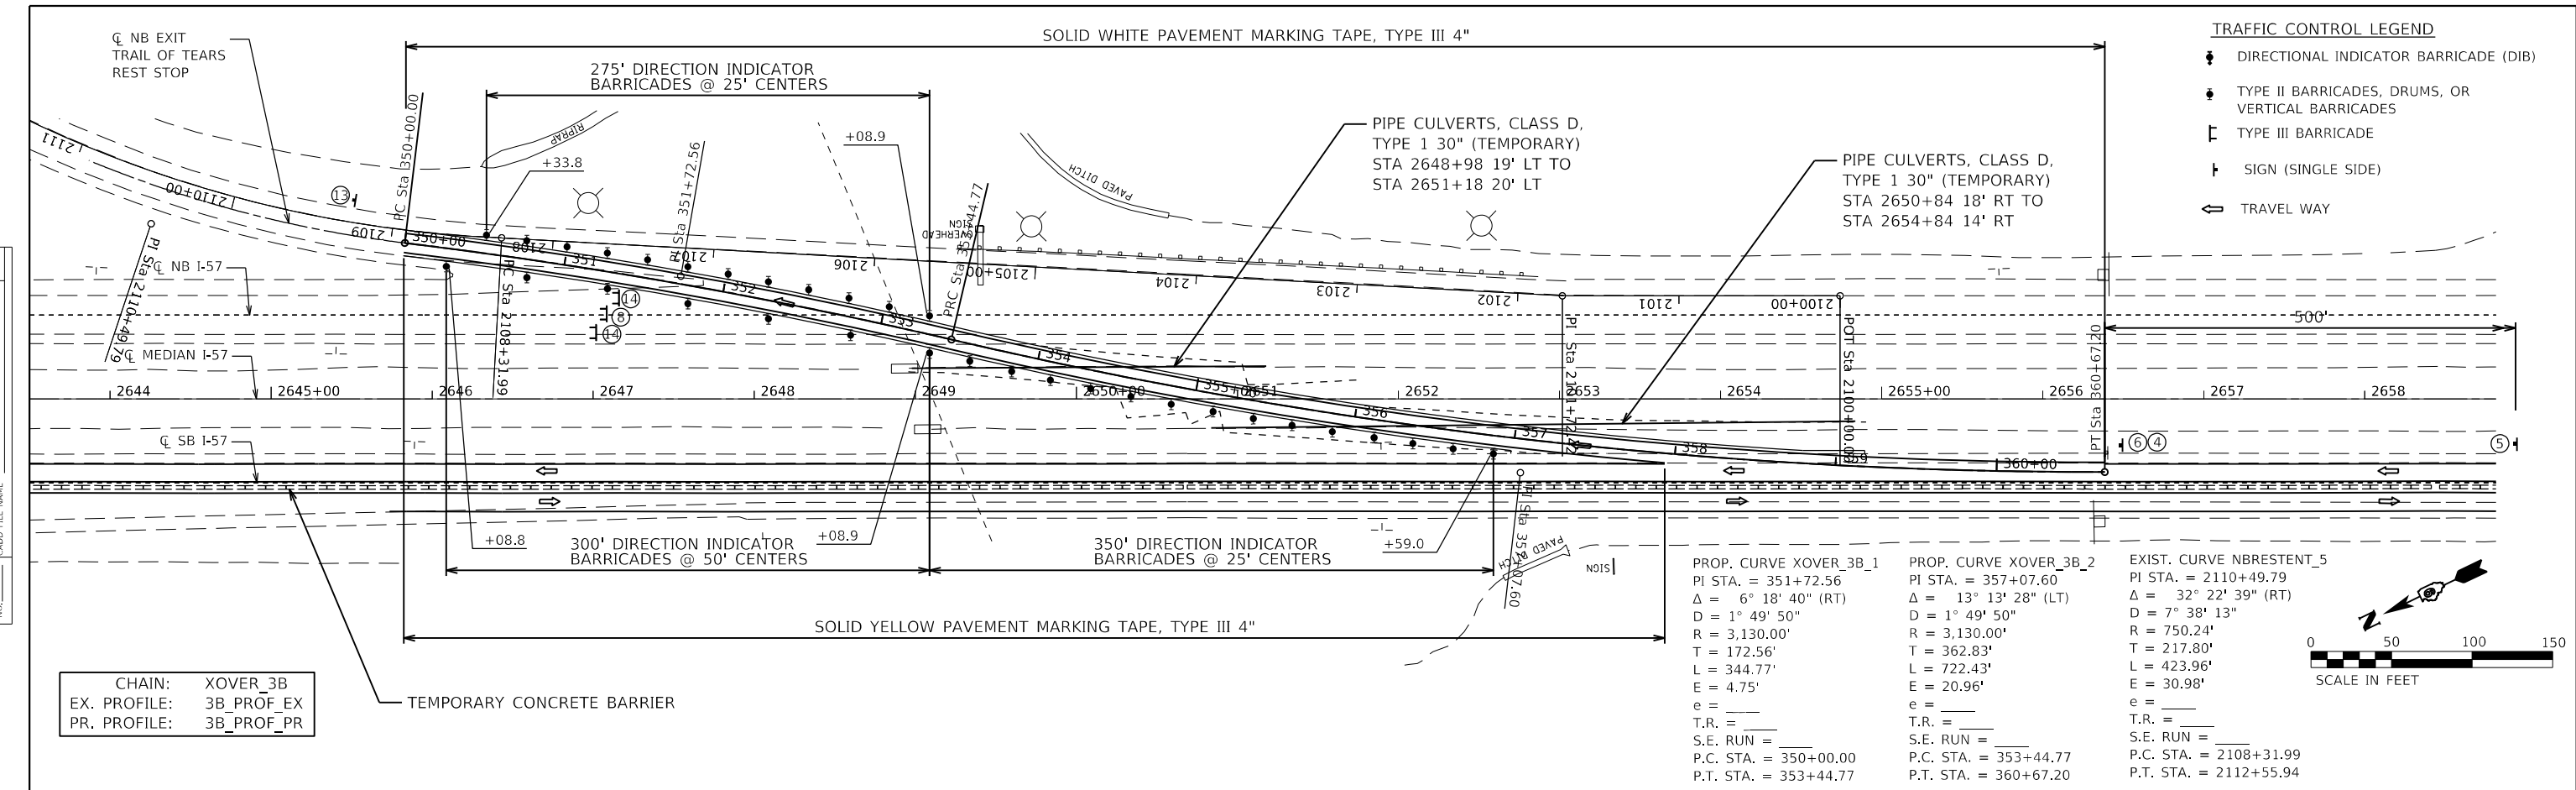 SOLID WHITE PAVEMENT MARKING TAPE, TYPE III 4"
℄ NB EXIT
TRAIL OF TEARS
REST STOP
275' DIRECTION INDICATOR
BARRICADES @ 25' CENTERS
TRAFFIC CONTROL LEGEND
DIRECTIONAL INDICATOR BARRICADE (DIB)
TYPE II BARRICADES, DRUMS, OR
VERTICAL BARRICADES
TYPE III BARRICADE
SIGN (SINGLE SIDE)
TRAVEL WAY
PIPE CULVERTS, CLASS D,
TYPE 1 30" (TEMPORARY)
STA 2648+98 19' LT TO
STA 2651+18 20' LT
PIPE CULVERTS, CLASS D,
TYPE 1 30" (TEMPORARY)
STA 2650+84 18' RT TO
STA 2654+84 14' RT
RIPRAP
+33.8
+08.9
PAVED DITCH
PC Sta 350+00.00
PI Sta 351+72.56
OVERHEAD
SIGN
2111
2110+00
2109
2108
2107
2106
2105+00
2104
2103
2102
2101
2100+00
13
350+00
351
352
353
354
355+00
356
357
358
359
360+00
PI Sta 2110+49.79
PC Sta 2108+31.99
PI Sta 2101+72.22
PT Sta 360+67.20
500'
℄ NB I-57
14
8
14
℄ MEDIAN I-57
2644
2645+00
2646
2647
2648
2649
2650+00
2651
2652
2653
2654
2655+00
2656
2657
2658
℄ SB I-57
6
4
5
+08.8
300' DIRECTION INDICATOR
BARRICADES @ 50' CENTERS
+08.9
350' DIRECTION INDICATOR
BARRICADES @ 25' CENTERS
+59.0
PAVED DITCH
SIGN
SOLID YELLOW PAVEMENT MARKING TAPE, TYPE III 4"
TEMPORARY CONCRETE BARRIER
CHAIN: XOVER_3B
EX. PROFILE: 3B_PROF_EX
PR. PROFILE: 3B_PROF_PR
PROP. CURVE XOVER_3B_1
PI STA. = 351+72.56
Δ = 6° 18' 40" (RT)
D = 1° 49' 50"
R = 3,130.00'
T = 172.56'
L = 344.77'
E = 4.75'
e = ____
T.R. = ____
S.E. RUN = ____
P.C. STA. = 350+00.00
P.T. STA. = 353+44.77
PROP. CURVE XOVER_3B_2
PI STA. = 357+07.60
Δ = 13° 13' 28" (LT)
D = 1° 49' 50"
R = 3,130.00'
T = 362.83'
L = 722.43'
E = 20.96'
e = ____
T.R. = ____
S.E. RUN = ____
P.C. STA. = 353+44.77
P.T. STA. = 360+67.20
EXIST. CURVE NBRESTENT_5
PI STA. = 2110+49.79
Δ = 32° 22' 39" (RT)
D = 7° 38' 13"
R = 750.24'
T = 217.80'
L = 423.96'
E = 30.98'
e = ____
T.R. = ____
S.E. RUN = ____
P.C. STA. = 2108+31.99
P.T. STA. = 2112+55.94
N
0 50 100 150
SCALE IN FEET